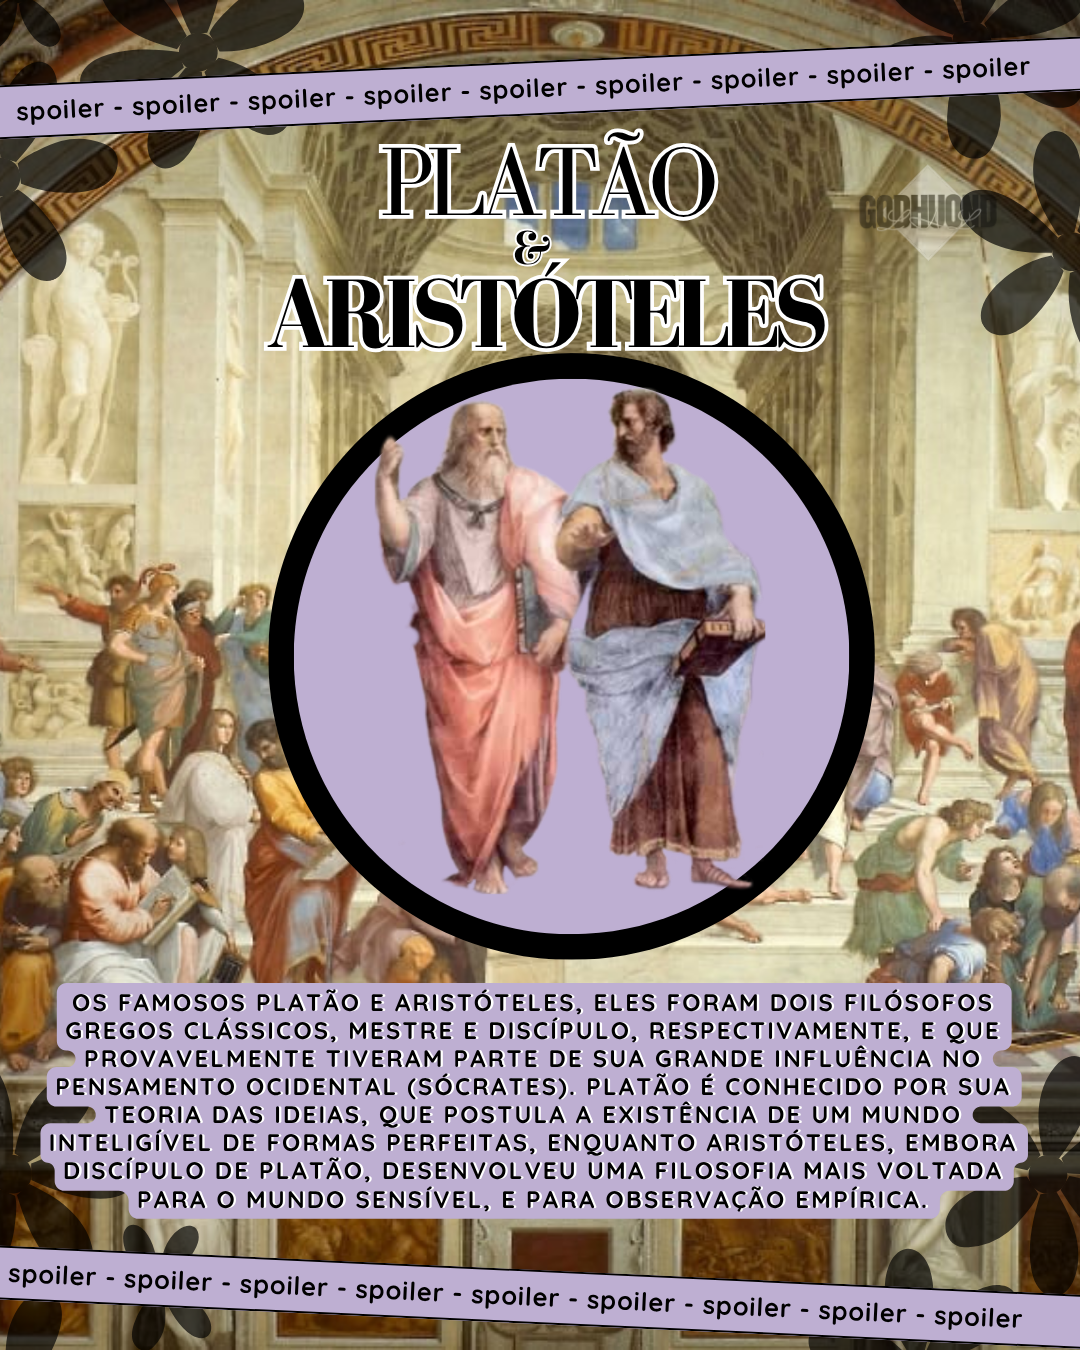 spoiler - spoiler - spoiler - spoiler - spoiler - spoiler - spoiler - spoiler - spoiler
PLATÃO
&
ARISTÓTELES
OS FAMOSOS PLATÃO E ARISTÓTELES, ELES FORAM DOIS FILÓSOFOS
GREGOS CLÁSSICOS, MESTRE E DISCÍPULO, RESPECTIVAMENTE, E QUE
PROVAVELMENTE TIVERAM PARTE DE SUA GRANDE INFLUÊNCIA NO
PENSAMENTO OCIDENTAL (SÓCRATES). PLATÃO É CONHECIDO POR SUA
TEORIA DAS IDEIAS, QUE POSTULA A EXISTÊNCIA DE UM MUNDO
INTELIGÍVEL DE FORMAS PERFEITAS, ENQUANTO ARISTÓTELES, EMBORA
DISCÍPULO DE PLATÃO, DESENVOLVEU UMA FILOSOFIA MAIS VOLTADA
PARA O MUNDO SENSÍVEL, E PARA OBSERVAÇÃO EMPÍRICA.
spoiler - spoiler - spoiler - spoiler - spoiler - spoiler - spoiler - spoiler - spoiler